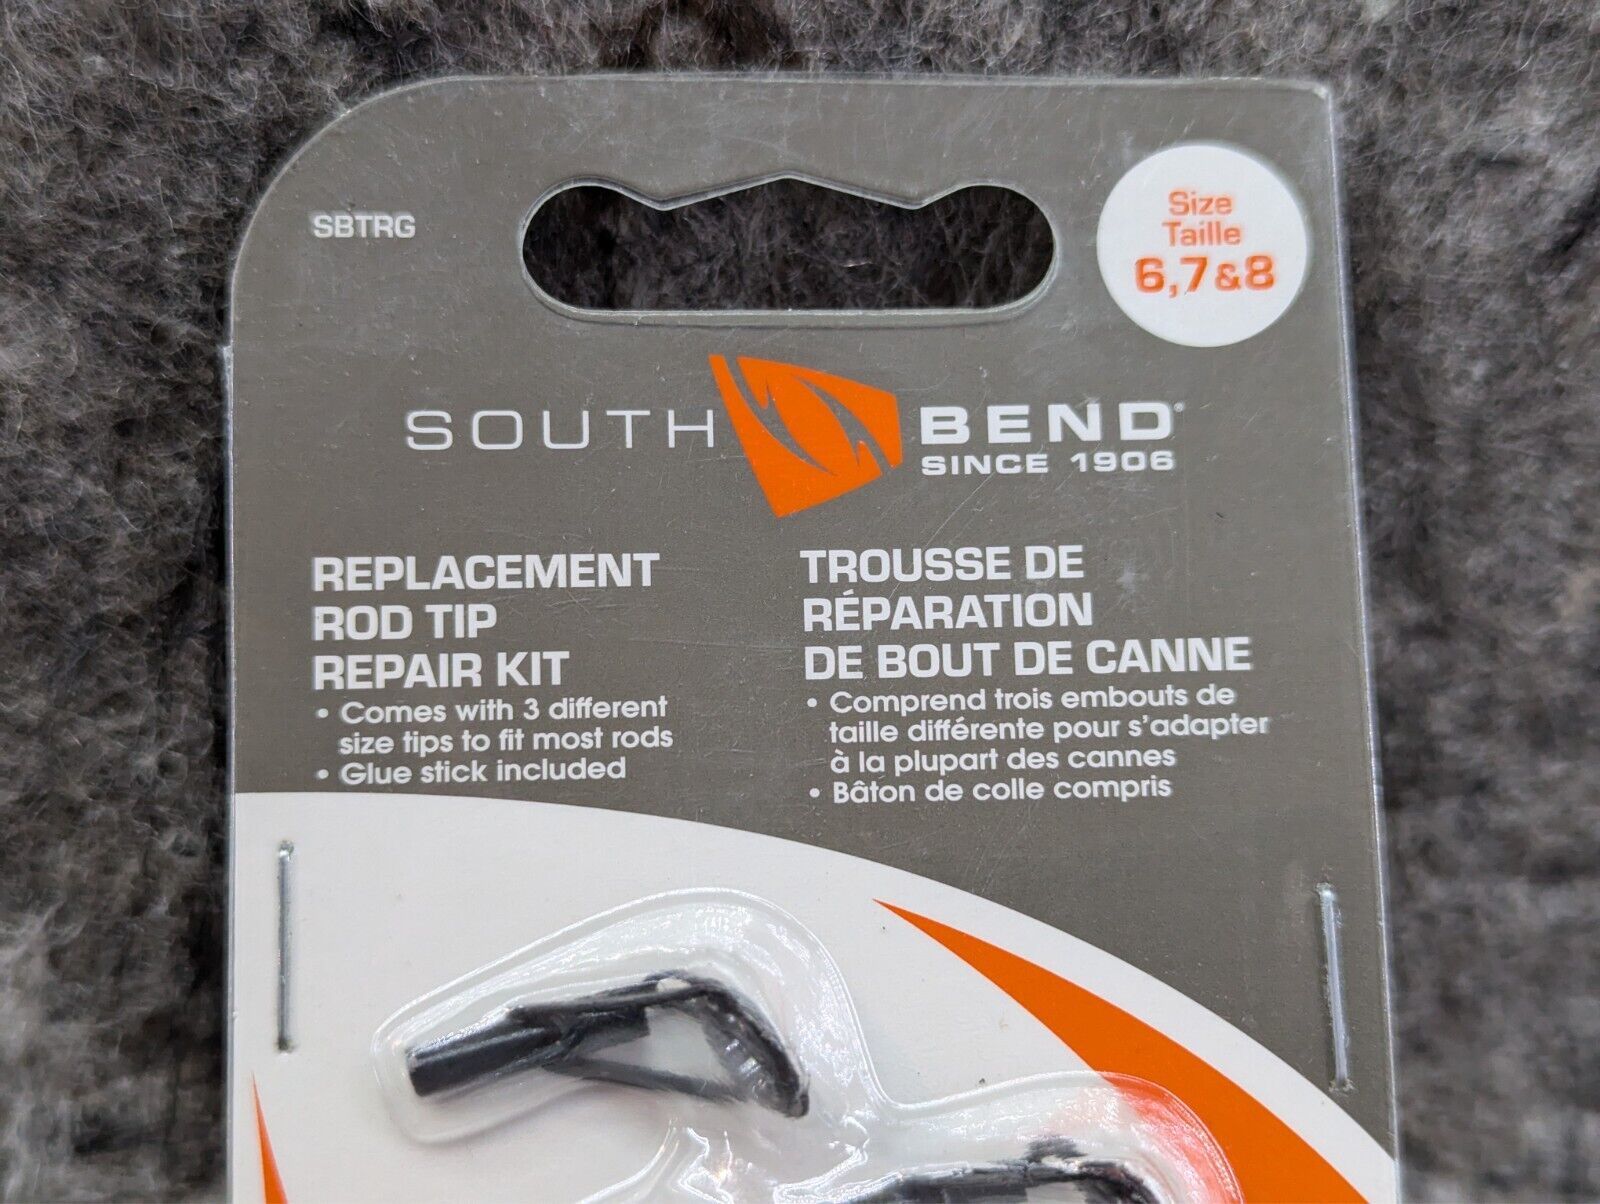 SBTRG
Size
Taille
6,7&8
SOUTH BEND®
SINCE 1906
REPLACEMENT
ROD TIP
REPAIR KIT
• Comes with 3 different
size tips to fit most rods
• Glue stick included
TROUSSE DE
RÉPARATION
DE BOUT DE CANNE
• Comprend trois embouts de
taille différente pour s'adapter
à la plupart des cannes
• Bâton de colle compris